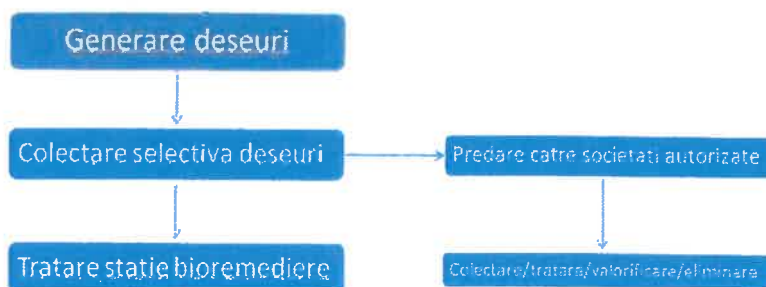 Generare deseuri
Colectare selectiva deseuri
Predare catre societati autorizate
Tratare statie bioremediere
Colectare/tratare/valorificare/eliminare